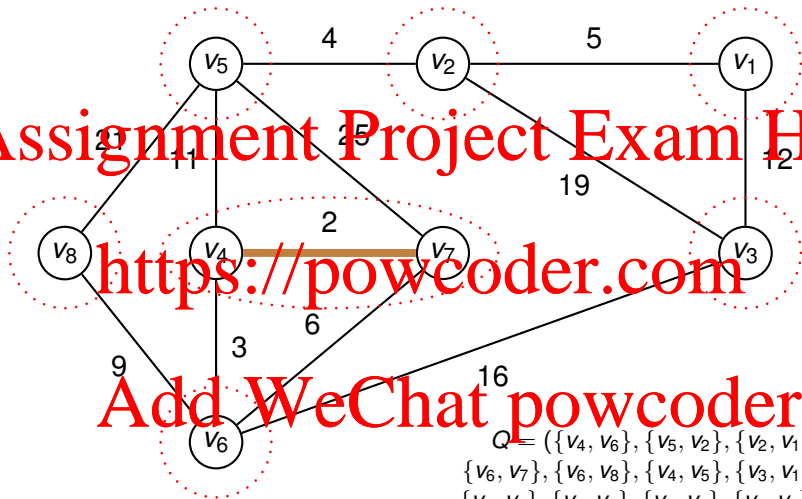 4
5
v5
v2
v1
Assignment Project Exam H
21
11
25
12
19
2
v8
v4
v7
v3
https://powcoder.com
6
3
9
16
Add WeChat powcoder
v6
Q = ({v4, v6}, {v5, v2}, {v2, v1
{v6, v7}, {v6, v8}, {v4, v5}, {v3, v1